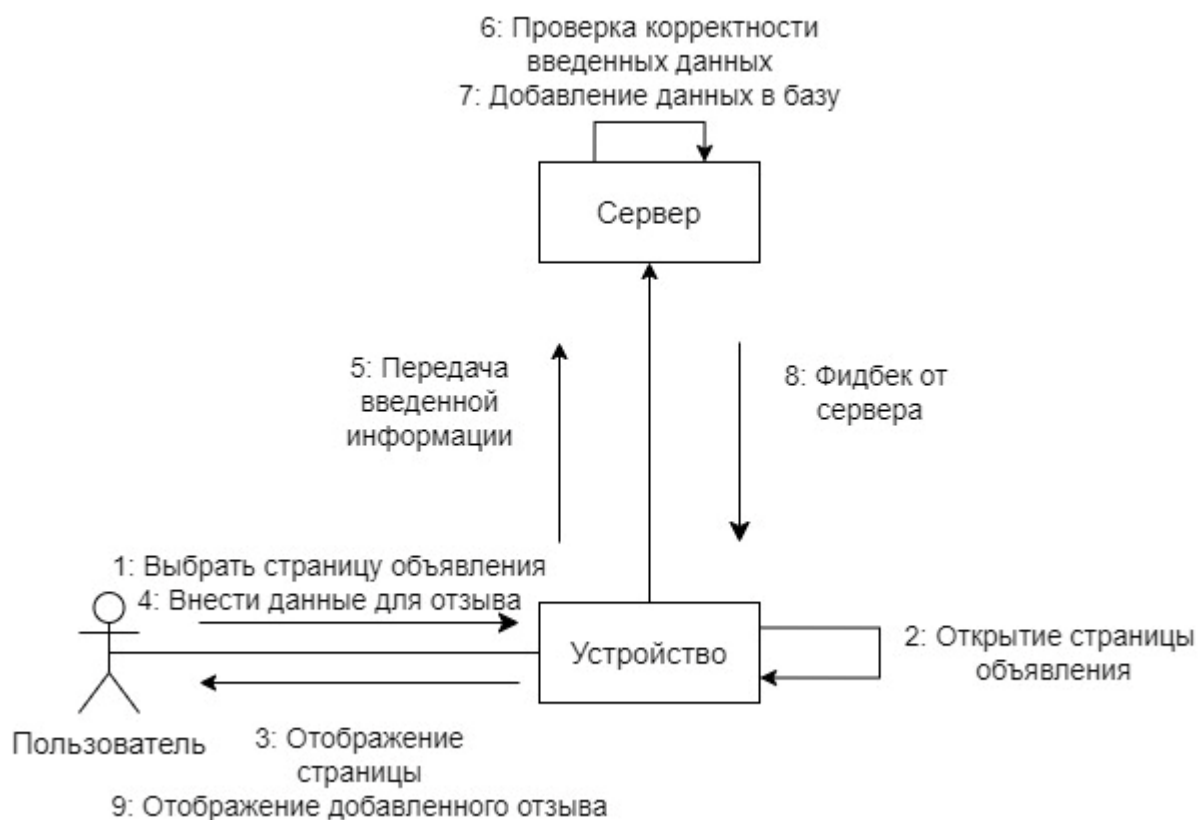 6: Проверка корректности
введенных данных
7: Добавление данных в базу
Сервер
5: Передача
введенной
информации
8: Фидбек от
сервера
1: Выбрать страницу объявления
4: Внести данные для отзыва
Устройство
2: Открытие страницы
объявления
Пользователь
3: Отображение
страницы
9: Отображение добавленного отзыва